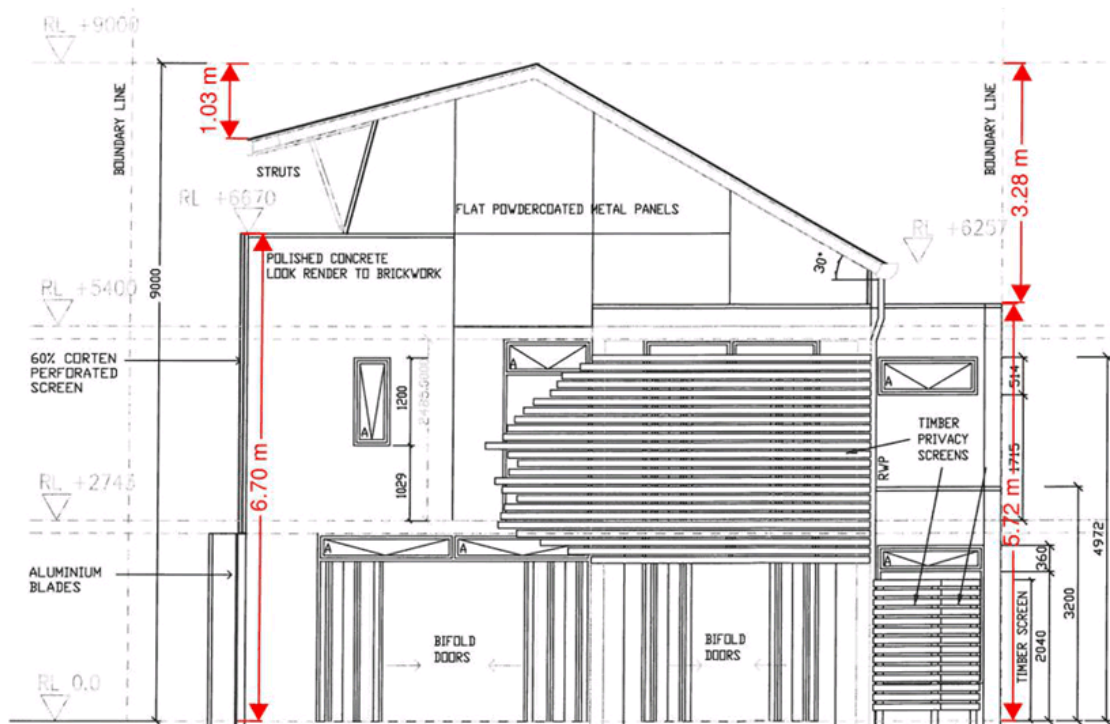 RL +9000
BOUNDARY LINE
1.03 m
BOUNDARY LINE
3.28 m
STRUTS
RL +6670
FLAT POWDERCOATED METAL PANELS
RL +6257
POLISHED CONCRETE
LOOK RENDER TO BRICKWORK
30°
9000
RL +5400
60% CORTEN
PERFORATED
SCREEN
A
A
514
1200
2485.0000
A
TIMBER
PRIVACY
SCREENS
RWP
1715
RL +2743
6.70 m
1029
5.72 m
4972
A
A
A
360
ALUMINIUM
BLADES
3200
TIMBER SCREEN
2040
BIFOLD
DOORS
BIFOLD
DOORS
RL 0.0